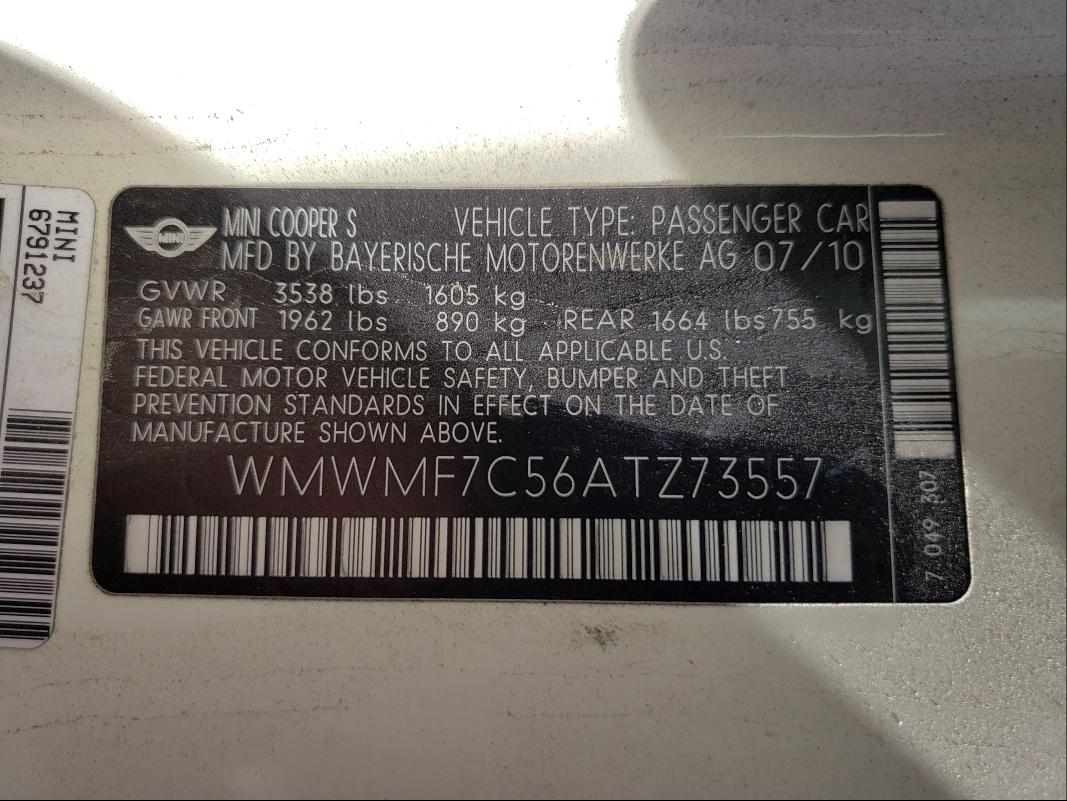 MINI
6791237
MINI
MINI COOPER S VEHICLE TYPE: PASSENGER CAR
MFD BY BAYERISCHE MOTORENWERKE AG 07/10
GVWR 3538 lbs 1605 kg
GAWR FRONT 1962 lbs 890 kg REAR 1664 lbs 755 kg
THIS VEHICLE CONFORMS TO ALL APPLICABLE U.S.
FEDERAL MOTOR VEHICLE SAFETY, BUMPER AND THEFT
PREVENTION STANDARDS IN EFFECT ON THE DATE OF
MANUFACTURE SHOWN ABOVE.
WMWMF7C56ATZ73557
7 049 307